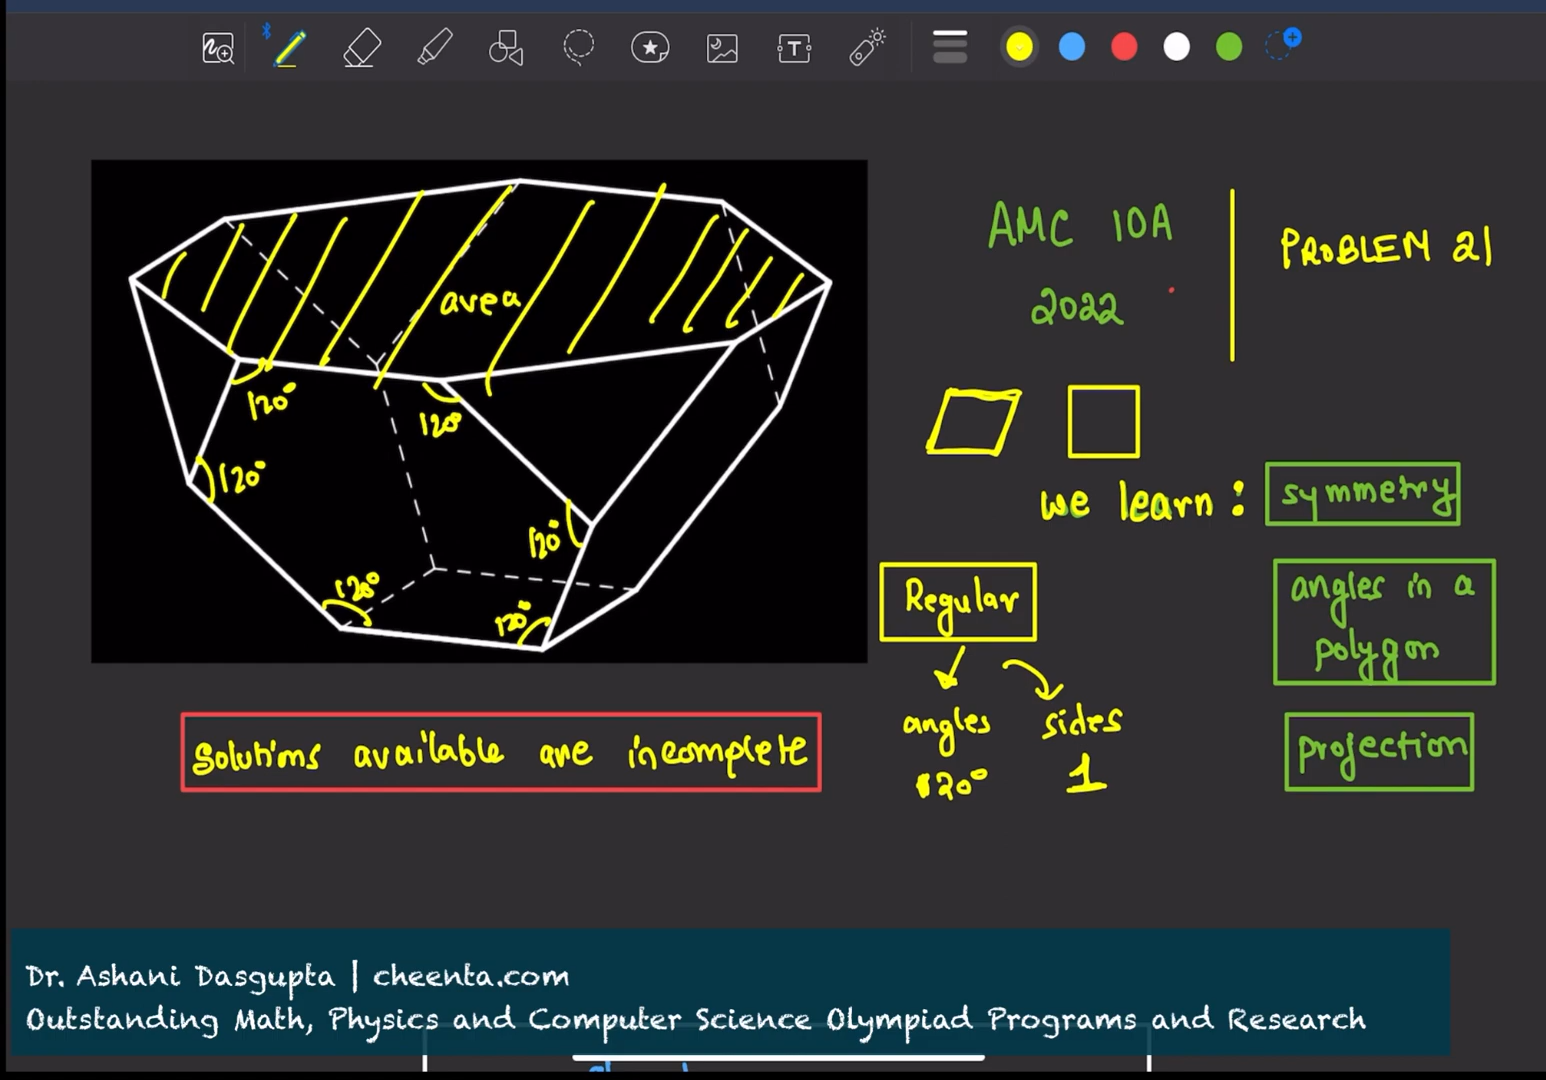 T
AMC 10A
2022
PROBLEM 21
area
120°
120°
120°
120°
120°
120°
we learn : symmetry
Regular
angles in a
polygon
angles sides
120° 1
projection
Solutions available are incomplete
Dr. Ashani Dasgupta | cheenta.com
Outstanding Math, Physics and Computer Science Olympiad Programs and Research